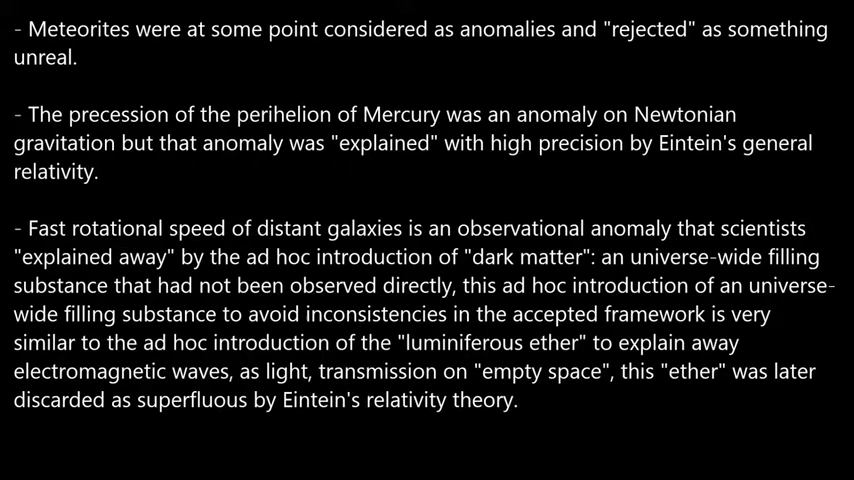 - Meteorites were at some point considered as anomalies and "rejected" as something
unreal.
- The precession of the perihelion of Mercury was an anomaly on Newtonian
gravitation but that anomaly was "explained" with high precision by Eintein's general
relativity.
- Fast rotational speed of distant galaxies is an observational anomaly that scientists
"explained away" by the ad hoc introduction of "dark matter": an universe-wide filling
substance that had not been observed directly, this ad hoc introduction of an universe-
wide filling substance to avoid inconsistencies in the accepted framework is very
similar to the ad hoc introduction of the "luminiferous ether" to explain away
electromagnetic waves, as light, transmission on "empty space", this "ether" was later
discarded as superfluous by Eintein's relativity theory.